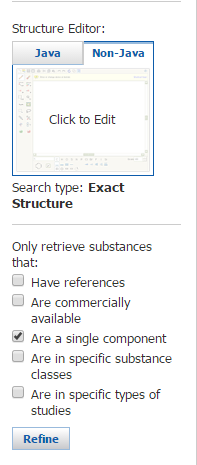 Structure Editor:
Java Non-Java
Click to Edit
Search type: Exact
Structure
Only retrieve substances
that:
Have references
Are commercially
available
Are a single component
Are in specific substance
classes
Are in specific types of
studies
Refine